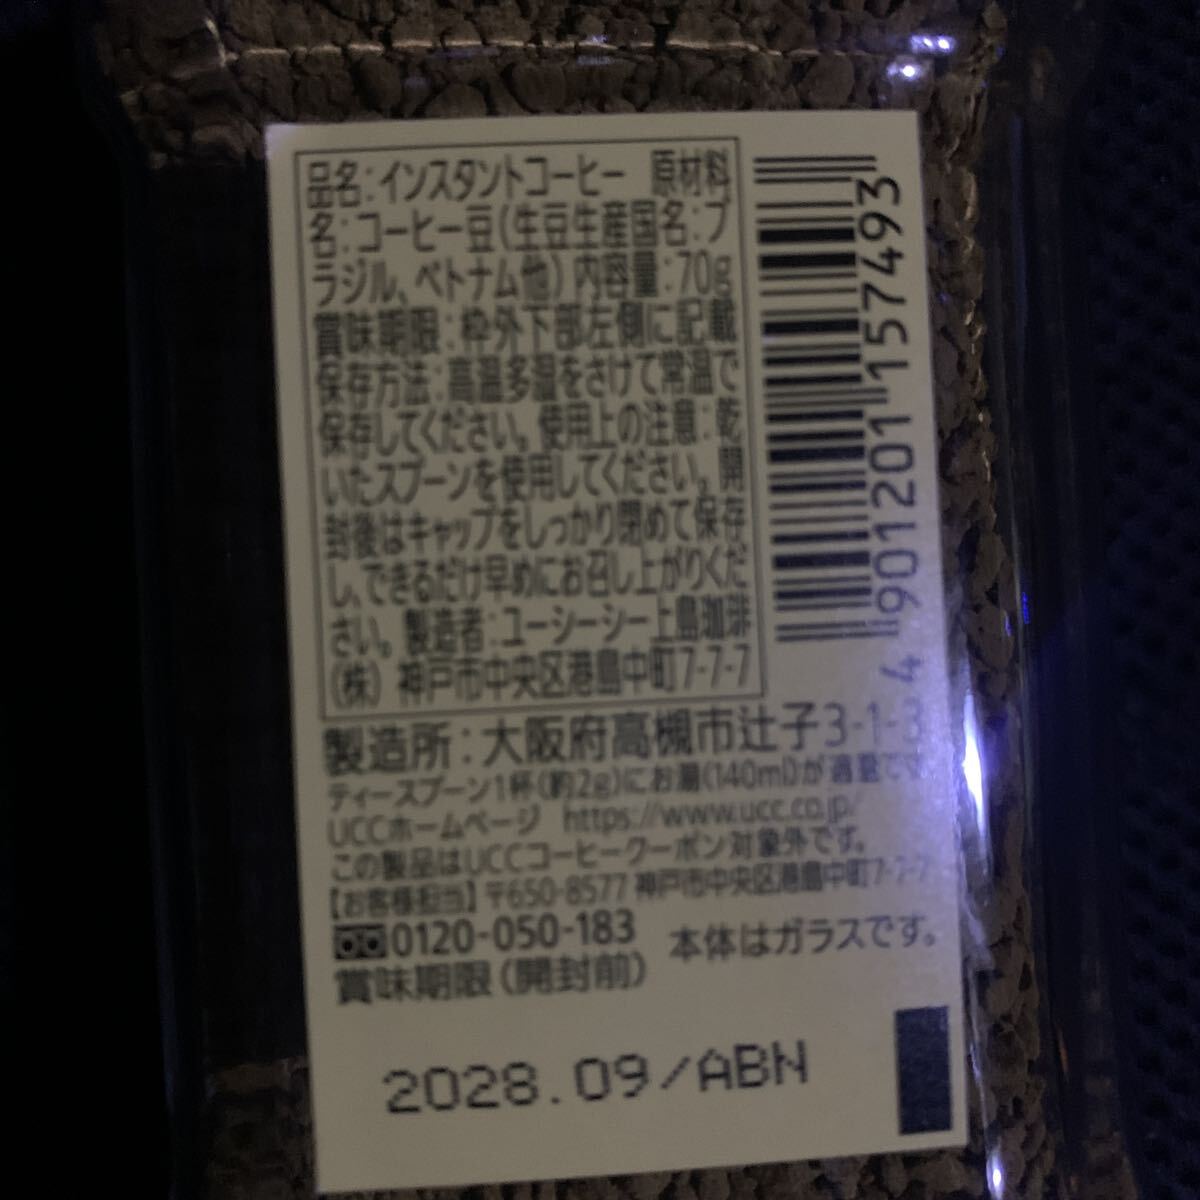 品名:インスタントコーヒー 原材料
名:コーヒー豆(生豆生産国名:ブ
ラジル、ベトナム他) 内容量:70g
賞味期限:枠外下部左側に記載
保存方法:高温多湿をさけて常温で
保存してください。使用上の注意:乾
いたスプーンを使用してください。開
封後はキャップをしっかり閉めて保存
し、できるだけ早めにお召し上がりくだ
さい。製造者:ユーシーシー上島珈琲
(株) 神戸市中央区港島中町7-7-7
製造所:大阪府高槻市辻子3-1-3
ティースプーン1杯(約2g)にお湯(140ml)が適量です
UCCホームページ https://www.ucc.co.jp/
この製品はUCCコーヒークーポン対象外です。
【お客様担当】〒650-8577 神戸市中央区港島中町7-7-7
0120-050-183 本体はガラスです。
賞味期限(開封前)
2028.09/ABN
4 901201 157493